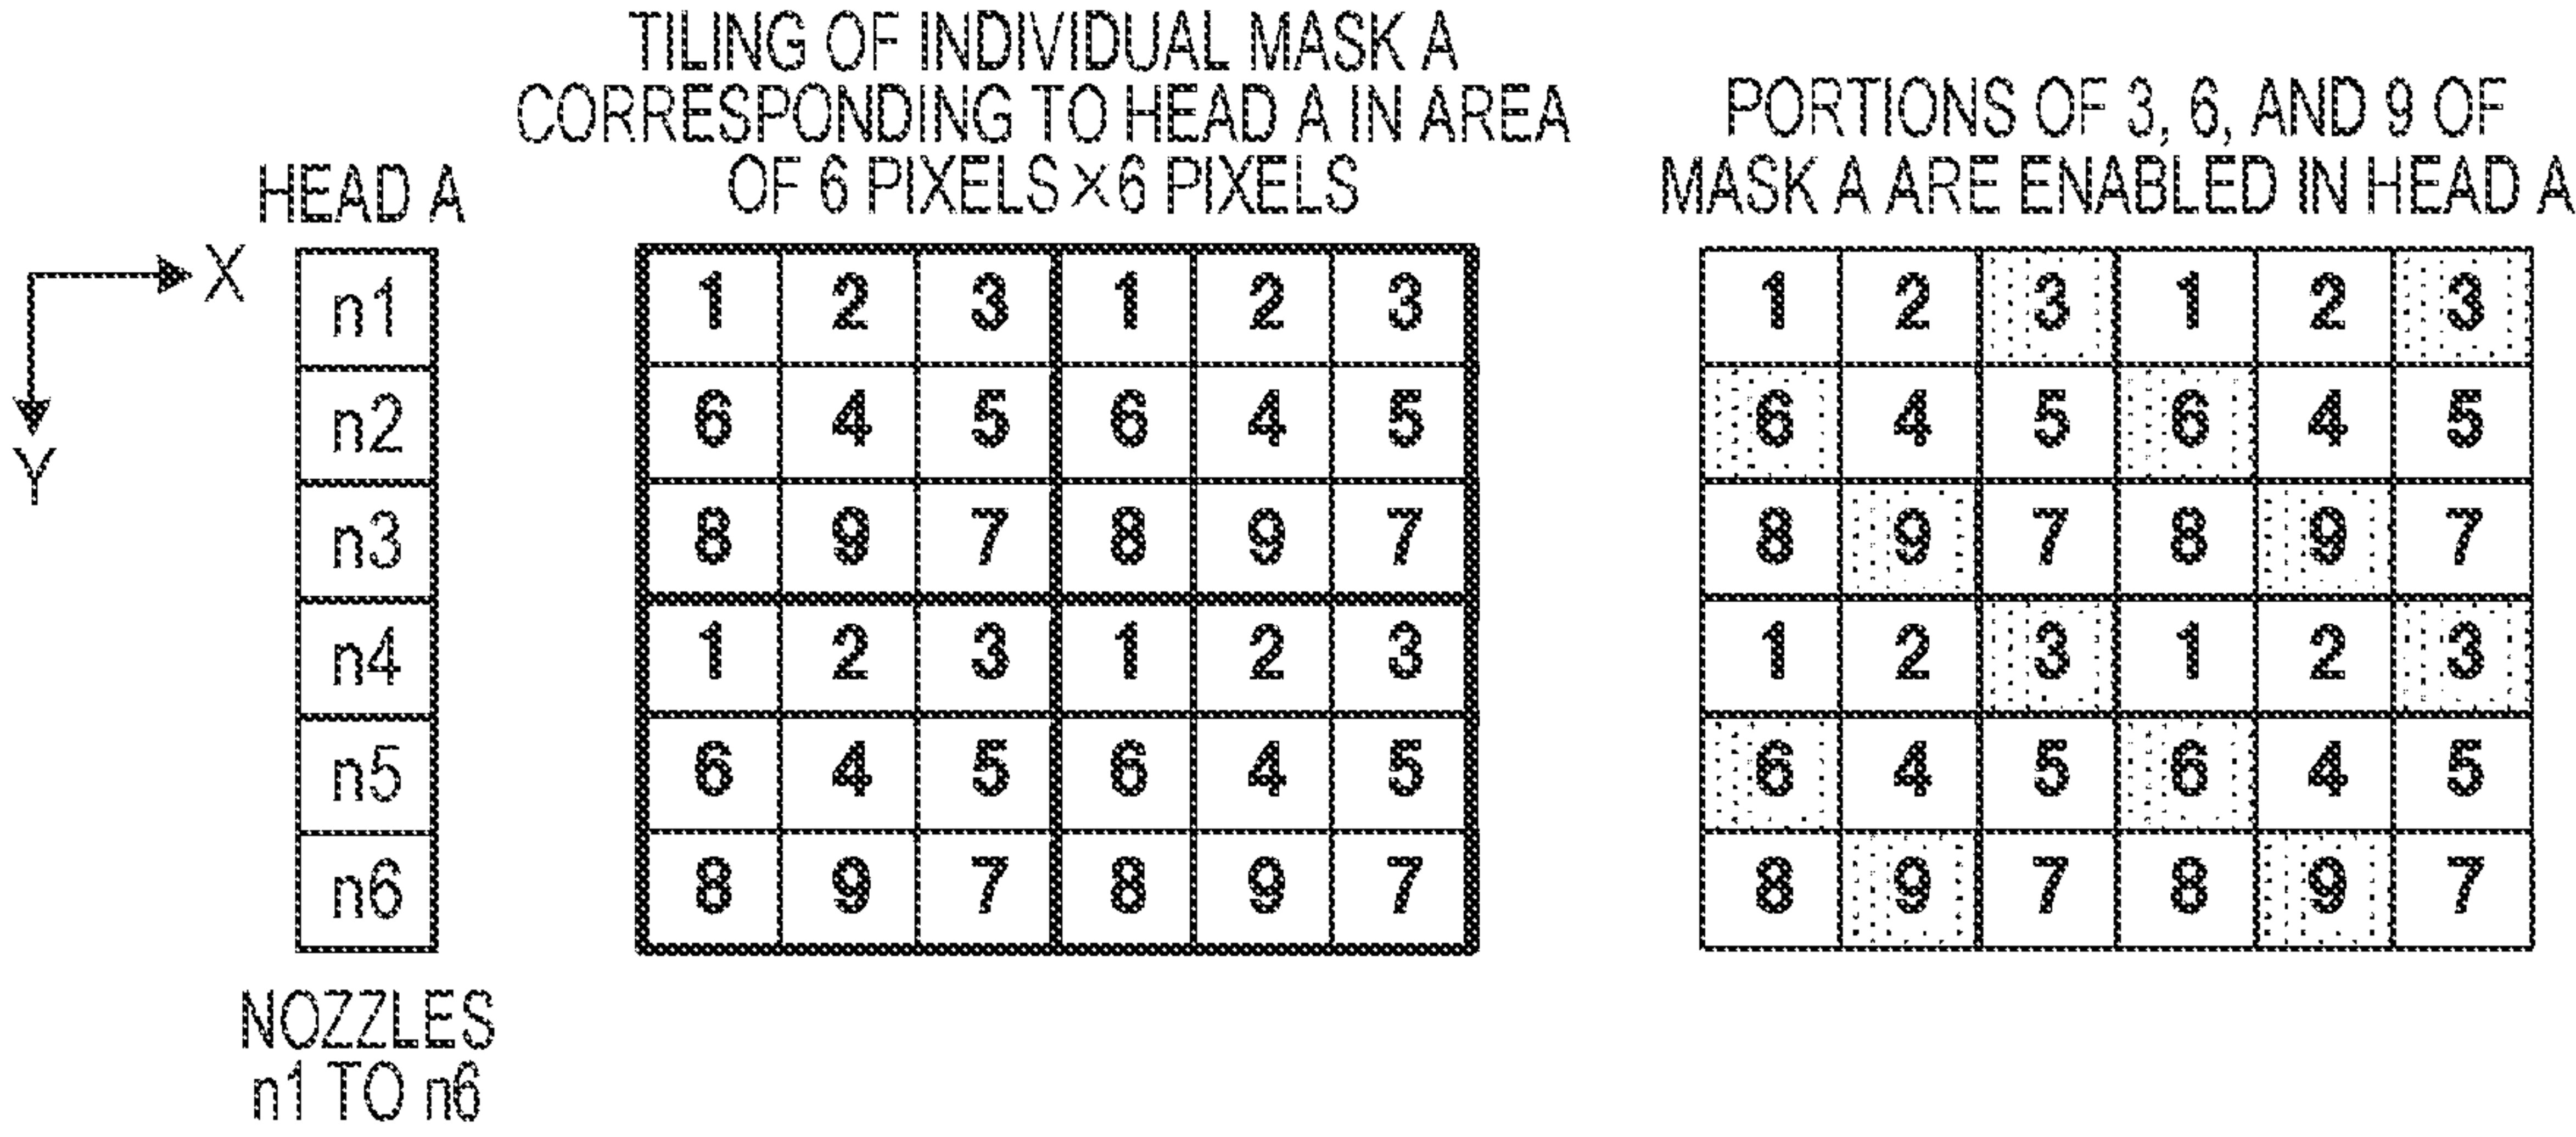 TILING OF INDIVIDUAL MASK A
CORRESPONDING TO HEAD A IN AREA
OF 6 PIXELS×6 PIXELS
PORTIONS OF 3, 6, AND 9 OF
MASK A ARE ENABLED IN HEAD A
HEAD A
X
Y
n1
n2
n3
n4
n5
n6
NOZZLES
n1 TO n6
1 2 3 1 2 3
6 4 5 6 4 5
8 9 7 8 9 7
1 2 3 1 2 3
6 4 5 6 4 5
8 9 7 8 9 7
1 2 3 1 2 3
6 4 5 6 4 5
8 9 7 8 9 7
1 2 3 1 2 3
6 4 5 6 4 5
8 9 7 8 9 7